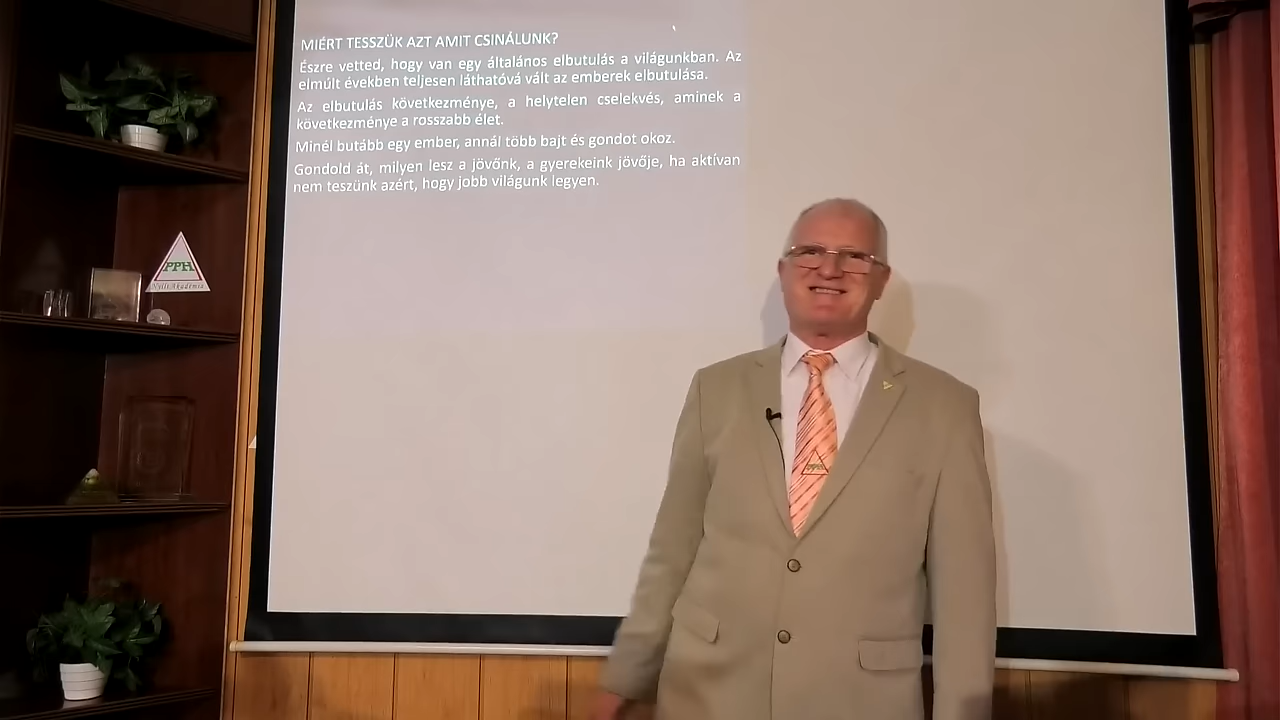 MIÉRT TESSZÜK AZT AMIT CSINÁLUNK?
Észre vetted, hogy van egy általános elbutulás a világunkban. Az
elmúlt években teljesen láthatóvá vált az emberek elbutulása.
Az elbutulás következménye, a helytelen cselekvés, aminek a
következménye a rosszabb élet.
Minél butább egy ember, annál több bajt és gondot okoz.
Gondold át, milyen lesz a jövőnk, a gyerekeink jövője, ha aktívan
nem teszünk azért, hogy jobb világunk legyen.
PPH
Nyílt Akadémia
PPH